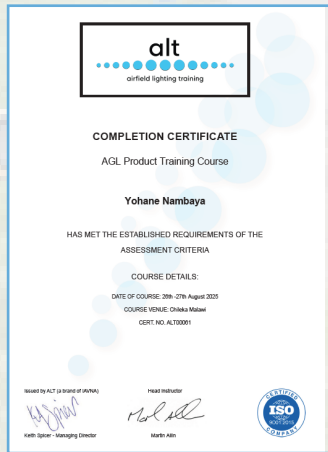 alt
airfield lighting training
COMPLETION CERTIFICATE
AGL Product Training Course
Yohane Nambaya
HAS MET THE ESTABLISHED REQUIREMENTS OF THE
ASSESSMENT CRITERIA
COURSE DETAILS:
DATE OF COURSE: 26th -27th August 2025
COURSE VENUE: Chileka Malawi
CERT. NO. ALT00061
Issued by ALT (a brand of IAVNA)
Head Instructor
Keith Spicer - Managing Director
Martin Allin
CERTIFIED
ISO
9001:2015
COMPANY